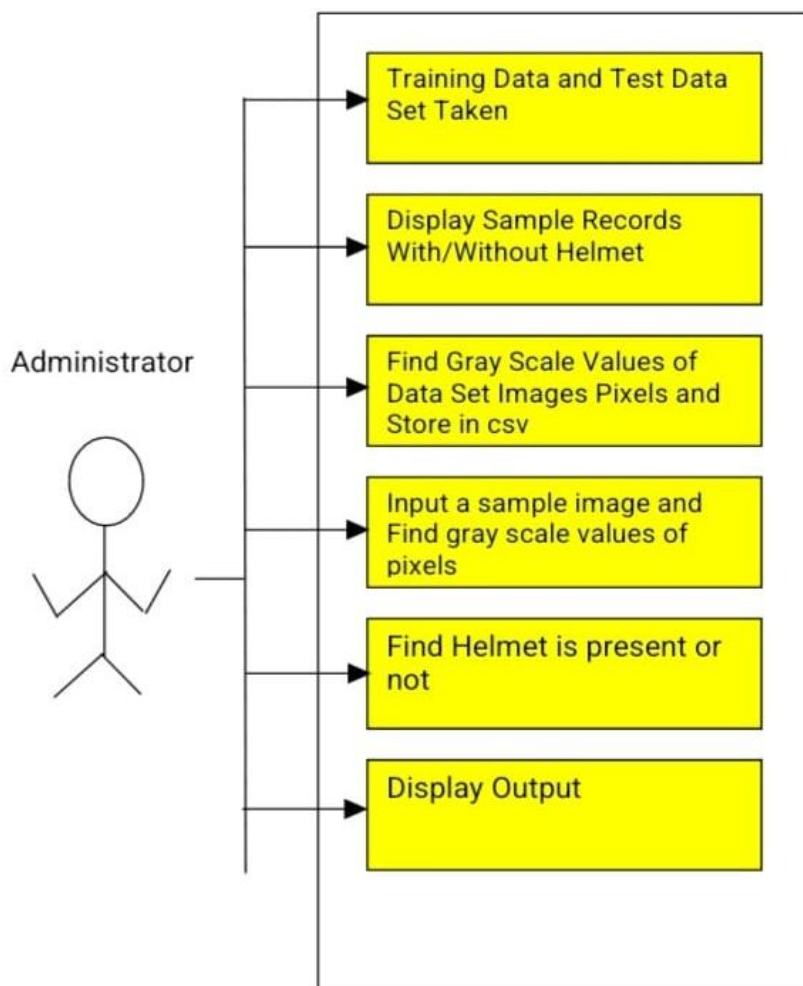 Training Data and Test Data
Set Taken
Display Sample Records
With/Without Helmet
Administrator
Find Gray Scale Values of
Data Set Images Pixels and
Store in csv
Input a sample image and
Find gray scale values of
pixels
Find Helmet is present or
not
Display Output